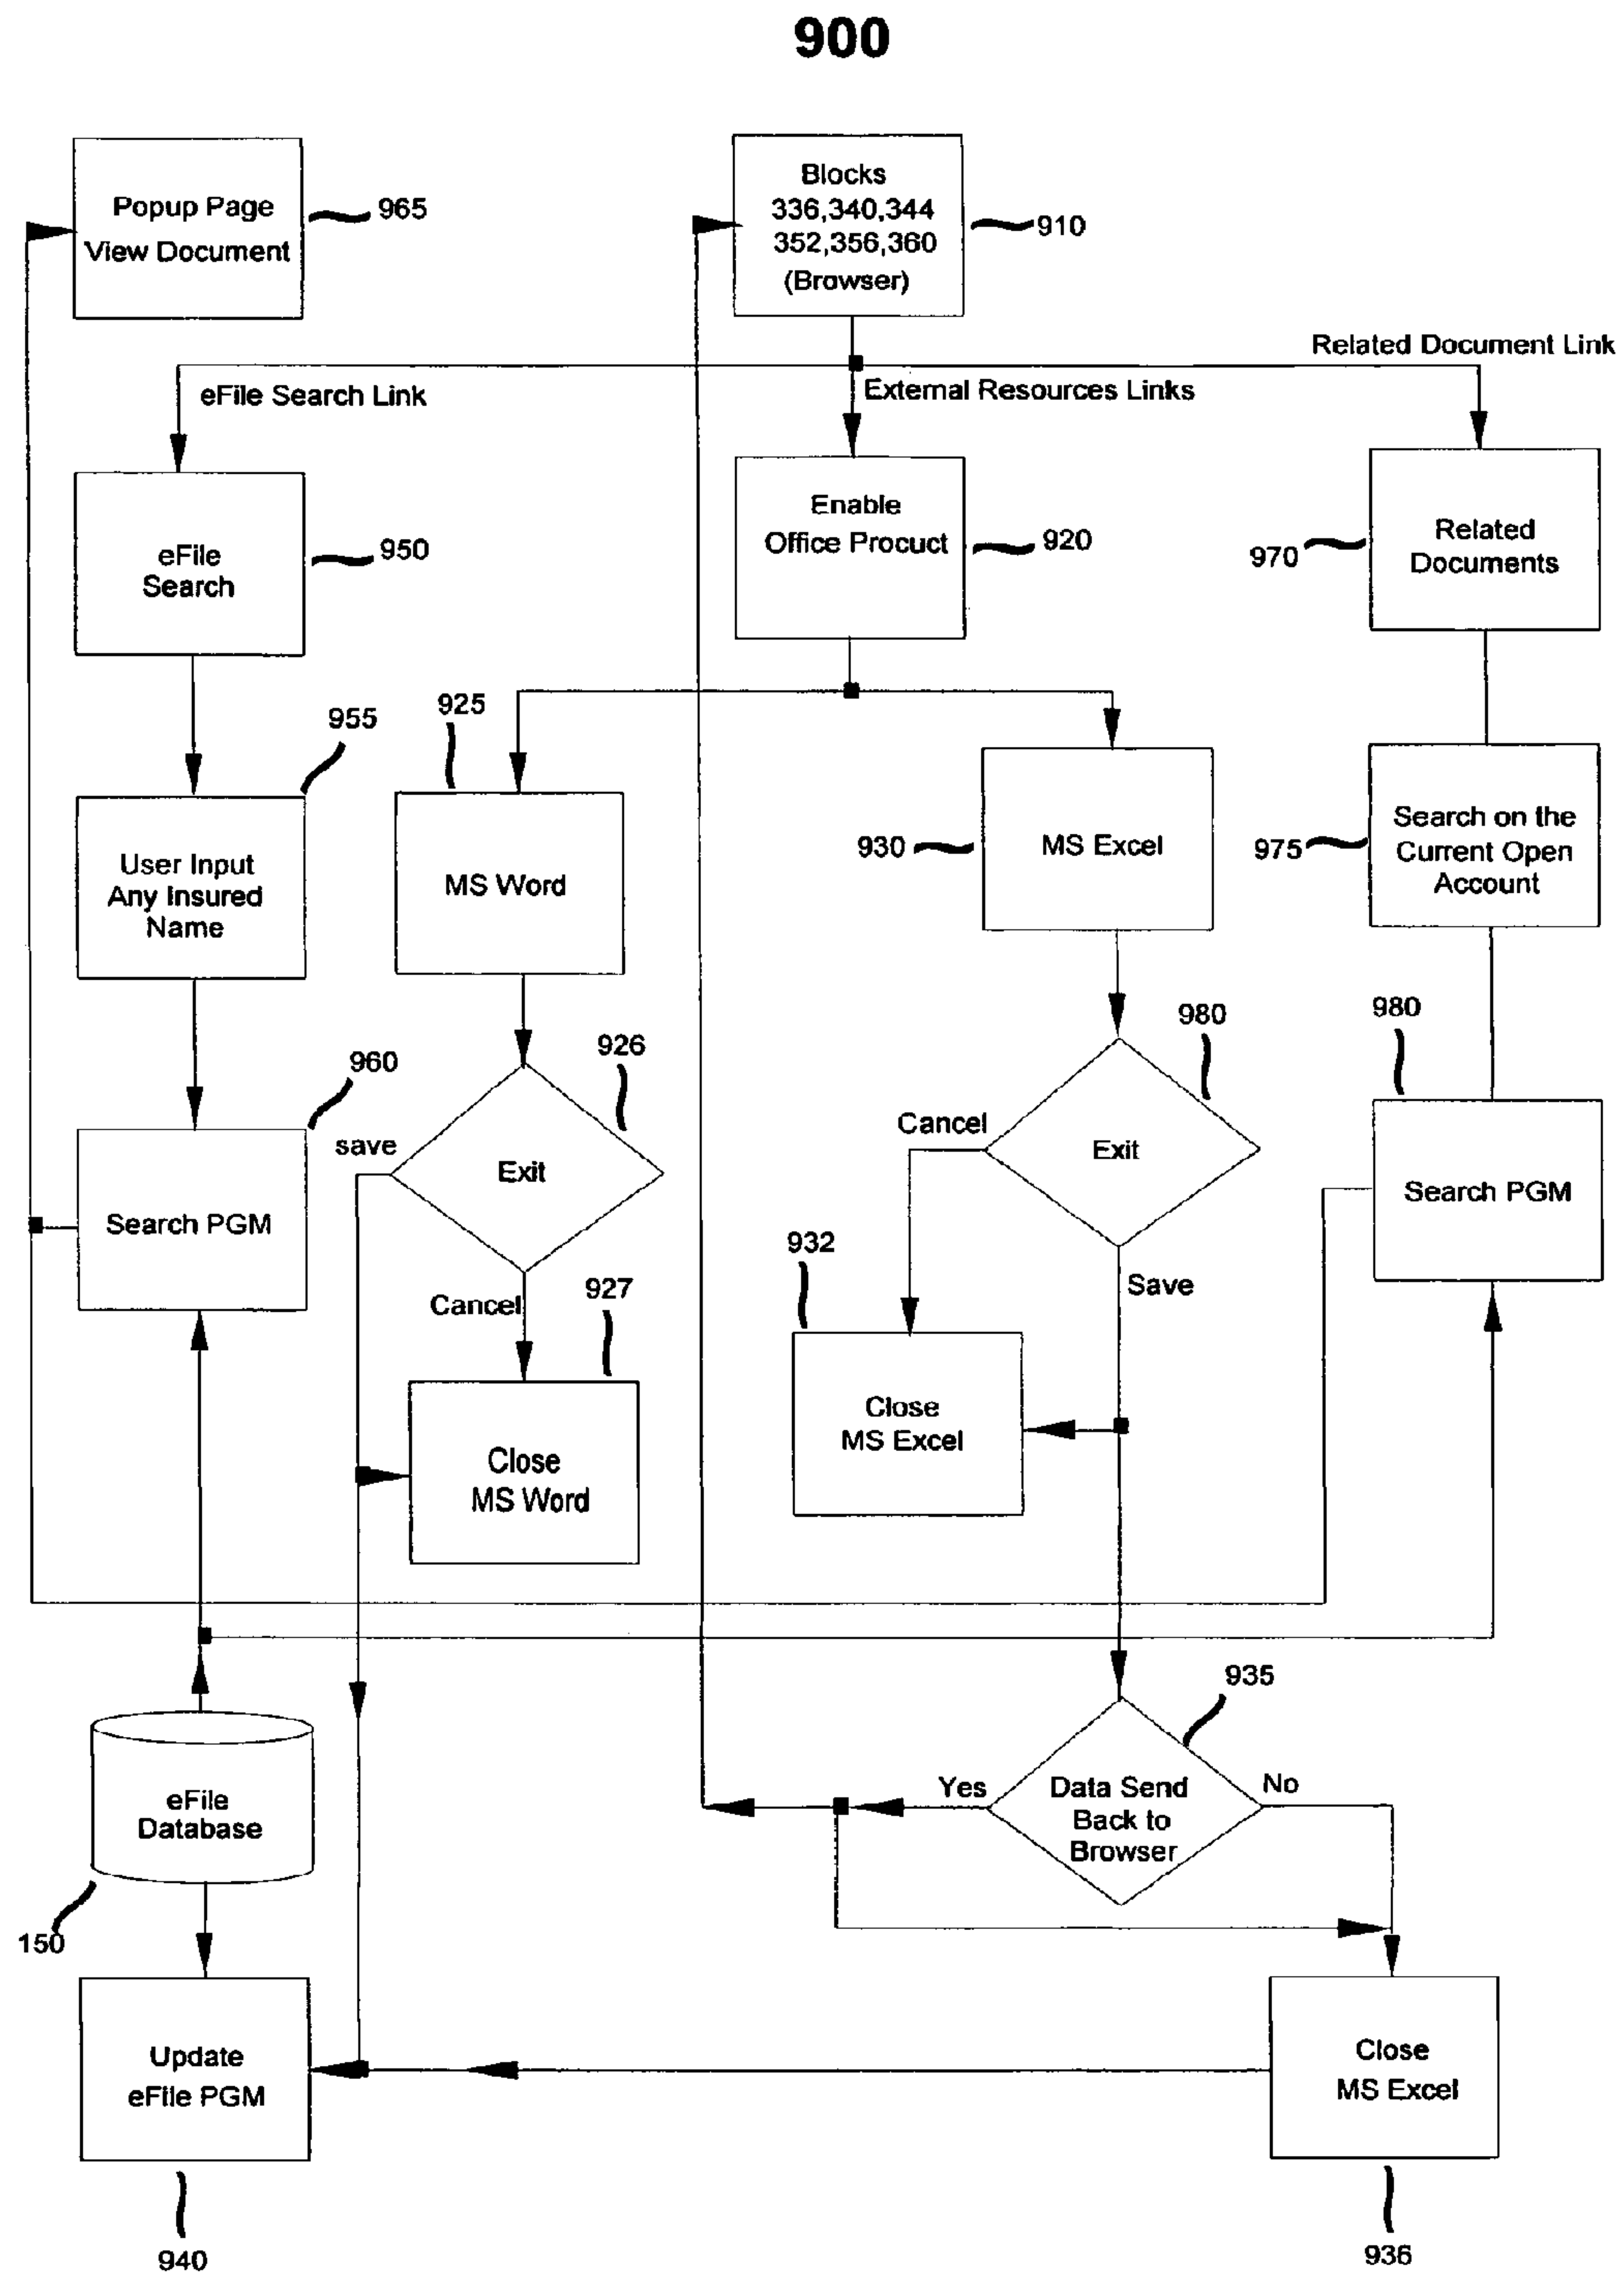 900
Popup Page
View Document
965
Blocks
336,340,344
352,356,360
(Browser)
910
Related Document Link
eFile Search Link
External Resources Links
eFile
Search
950
Enable
Office Procuct
920
970
Related
Documents
925
955
User Input
Any Insured
Name
MS Word
930
MS Excel
975
Search on the
Current Open
Account
960
926
980
980
save
Exit
Cancel
Exit
Search PGM
Search PGM
Cancel
927
932
Save
Close
MS Word
Close
MS Excel
935
eFile
Database
150
Yes
Data Send
Back to
Browser
No
Update
eFile PGM
940
Close
MS Excel
936